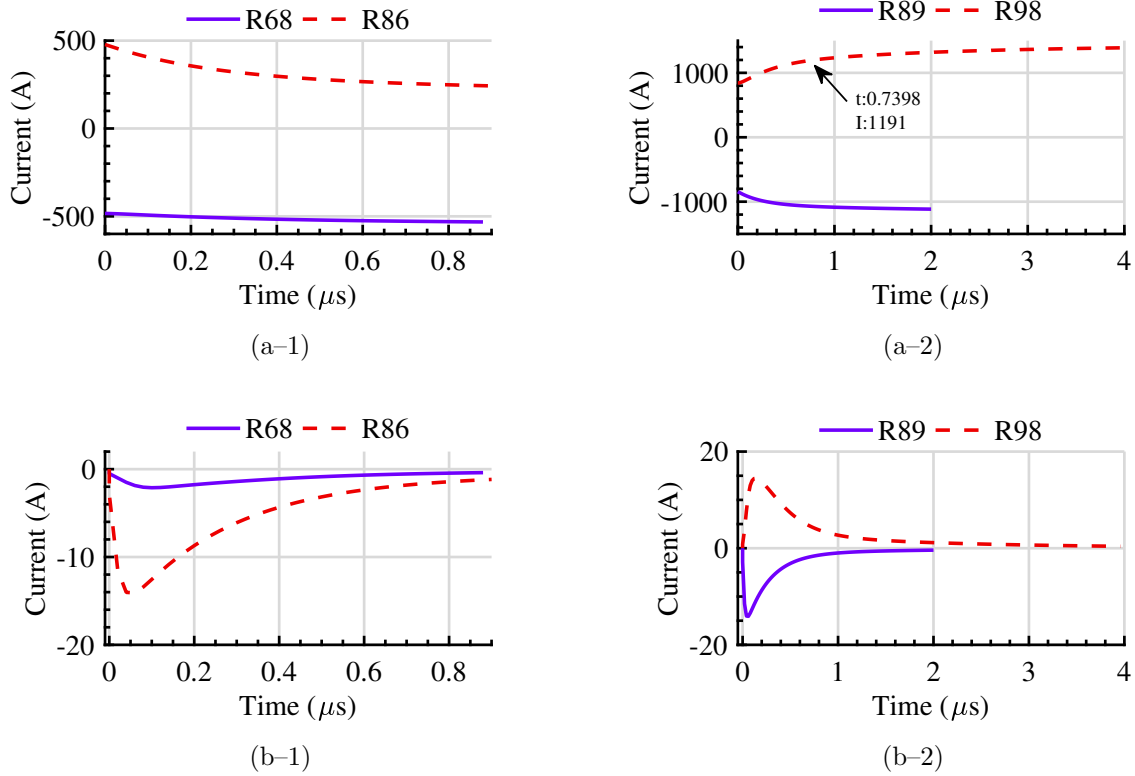 R68 R86
500
0
-500
Current (A)
0 0.2 0.4 0.6 0.8
Time (μs)
(a–1)
R89 R98
1000
0
-1000
Current (A)
t:0.7398
I:1191
0 1 2 3 4
Time (μs)
(a–2)
R68 R86
0
-10
-20
Current (A)
0 0.2 0.4 0.6 0.8
Time (μs)
(b–1)
R89 R98
20
0
-20
Current (A)
0 1 2 3 4
Time (μs)
(b–2)